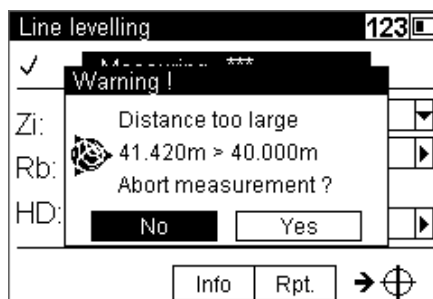 Line levelling 123
Measuring ***
Warning !
Zi:
Distance too large
41.420m > 40.000m
Rb:
Abort measurement ?
HD:
No Yes
Info Rpt.